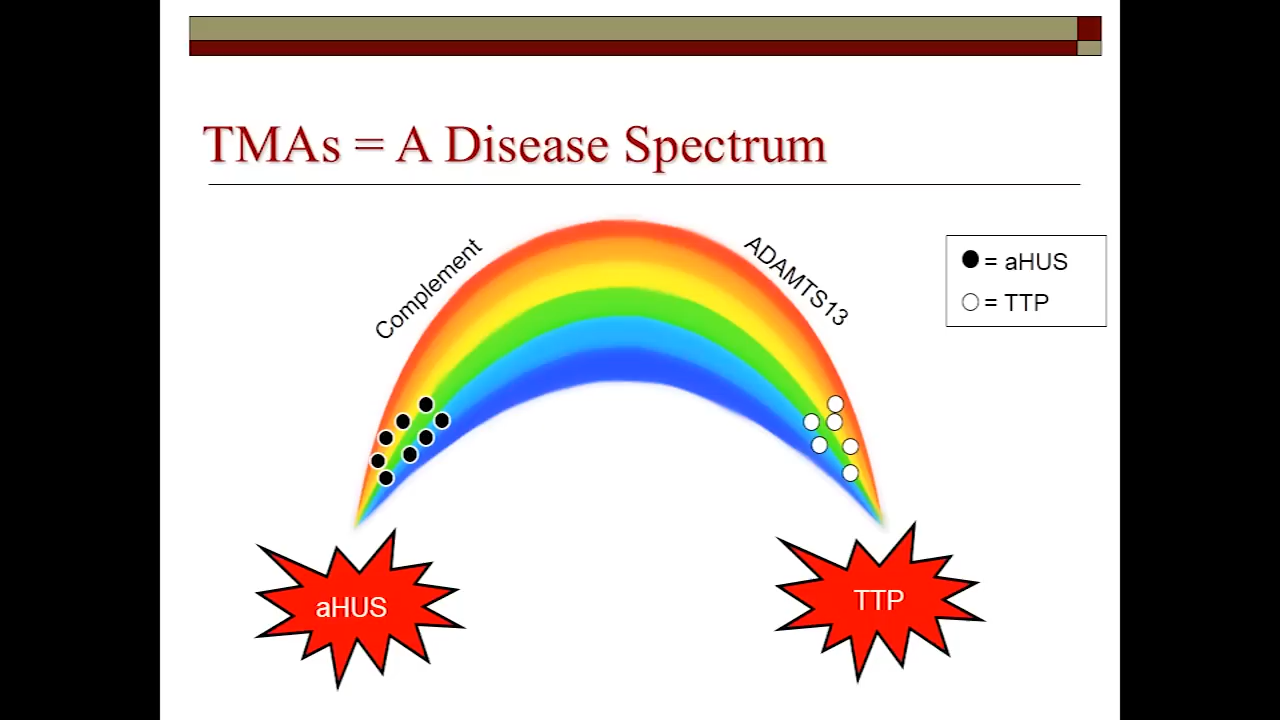 TMAs = A Disease Spectrum
Complement
ADAMTS13
= aHUS
= TTP
aHUS
TTP